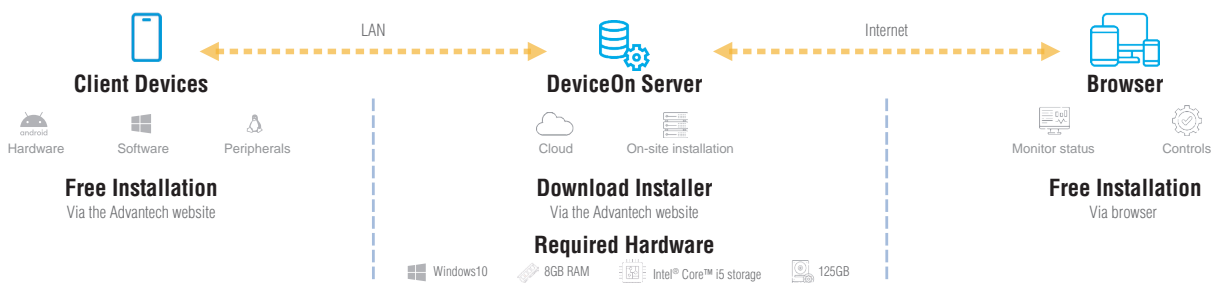 LAN
Internet
Client Devices
DeviceOn Server
Browser
android
Hardware
Software
Peripherals
Cloud
On-site installation
Monitor status
Controls
Free Installation
Via the Advantech website
Download Installer
Via the Advantech website
Free Installation
Via browser
Required Hardware
Windows10
8GB RAM
Intel® Core™ i5 storage
125GB